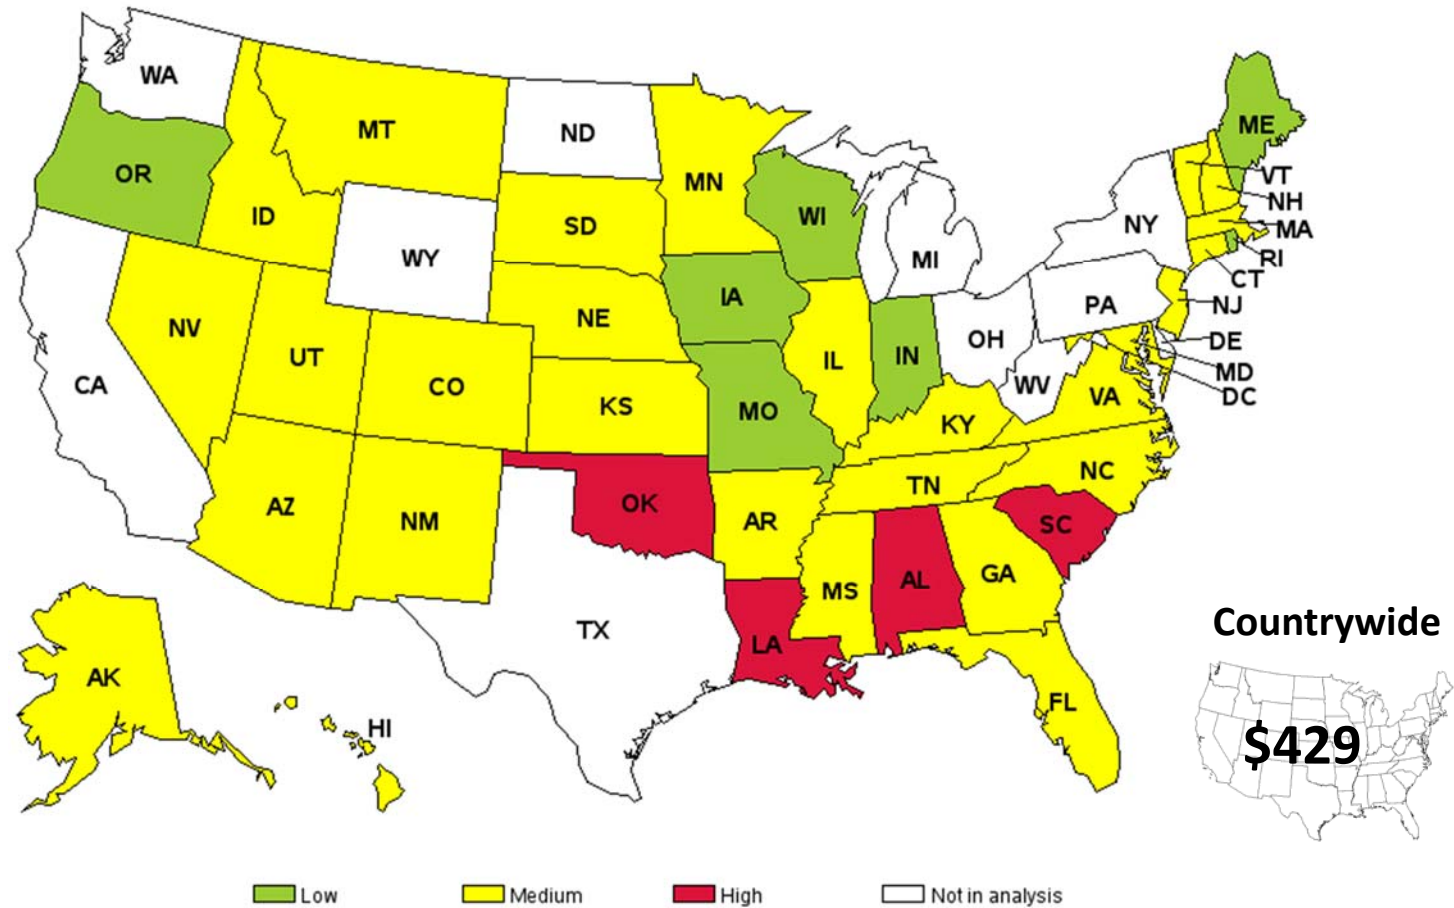 WA
MT
ND
ME
OR
MN
VT
ID
WI
NH
SD
NY
MA
WY
MI
RI
CT
IA
NE
PA
NJ
NV
OH
DE
UT
IL
IN
MD
CO
WV
CA
DC
KS
MO
VA
KY
NC
TN
OK
AZ
NM
AR
SC
GA
AL
MS
Countrywide
TX
LA
AK
FL
HI
$429
Low Medium High Not in analysis